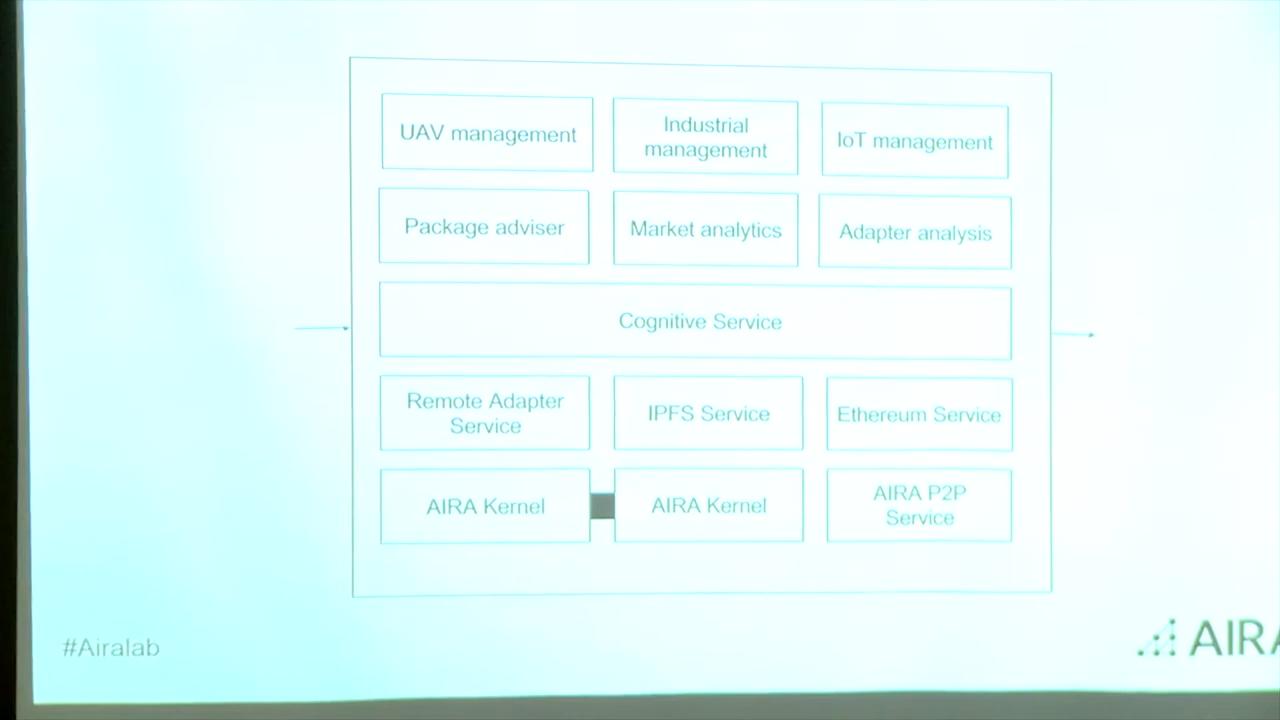 UAV management
Industrial
management
IoT management
Package adviser
Market analytics
Adapter analysis
Cognitive Service
Remote Adapter
Service
IPFS Service
Ethereum Service
AIRA Kernel
AIRA Kernel
AIRA P2P
Service
#Airalab
AIRA